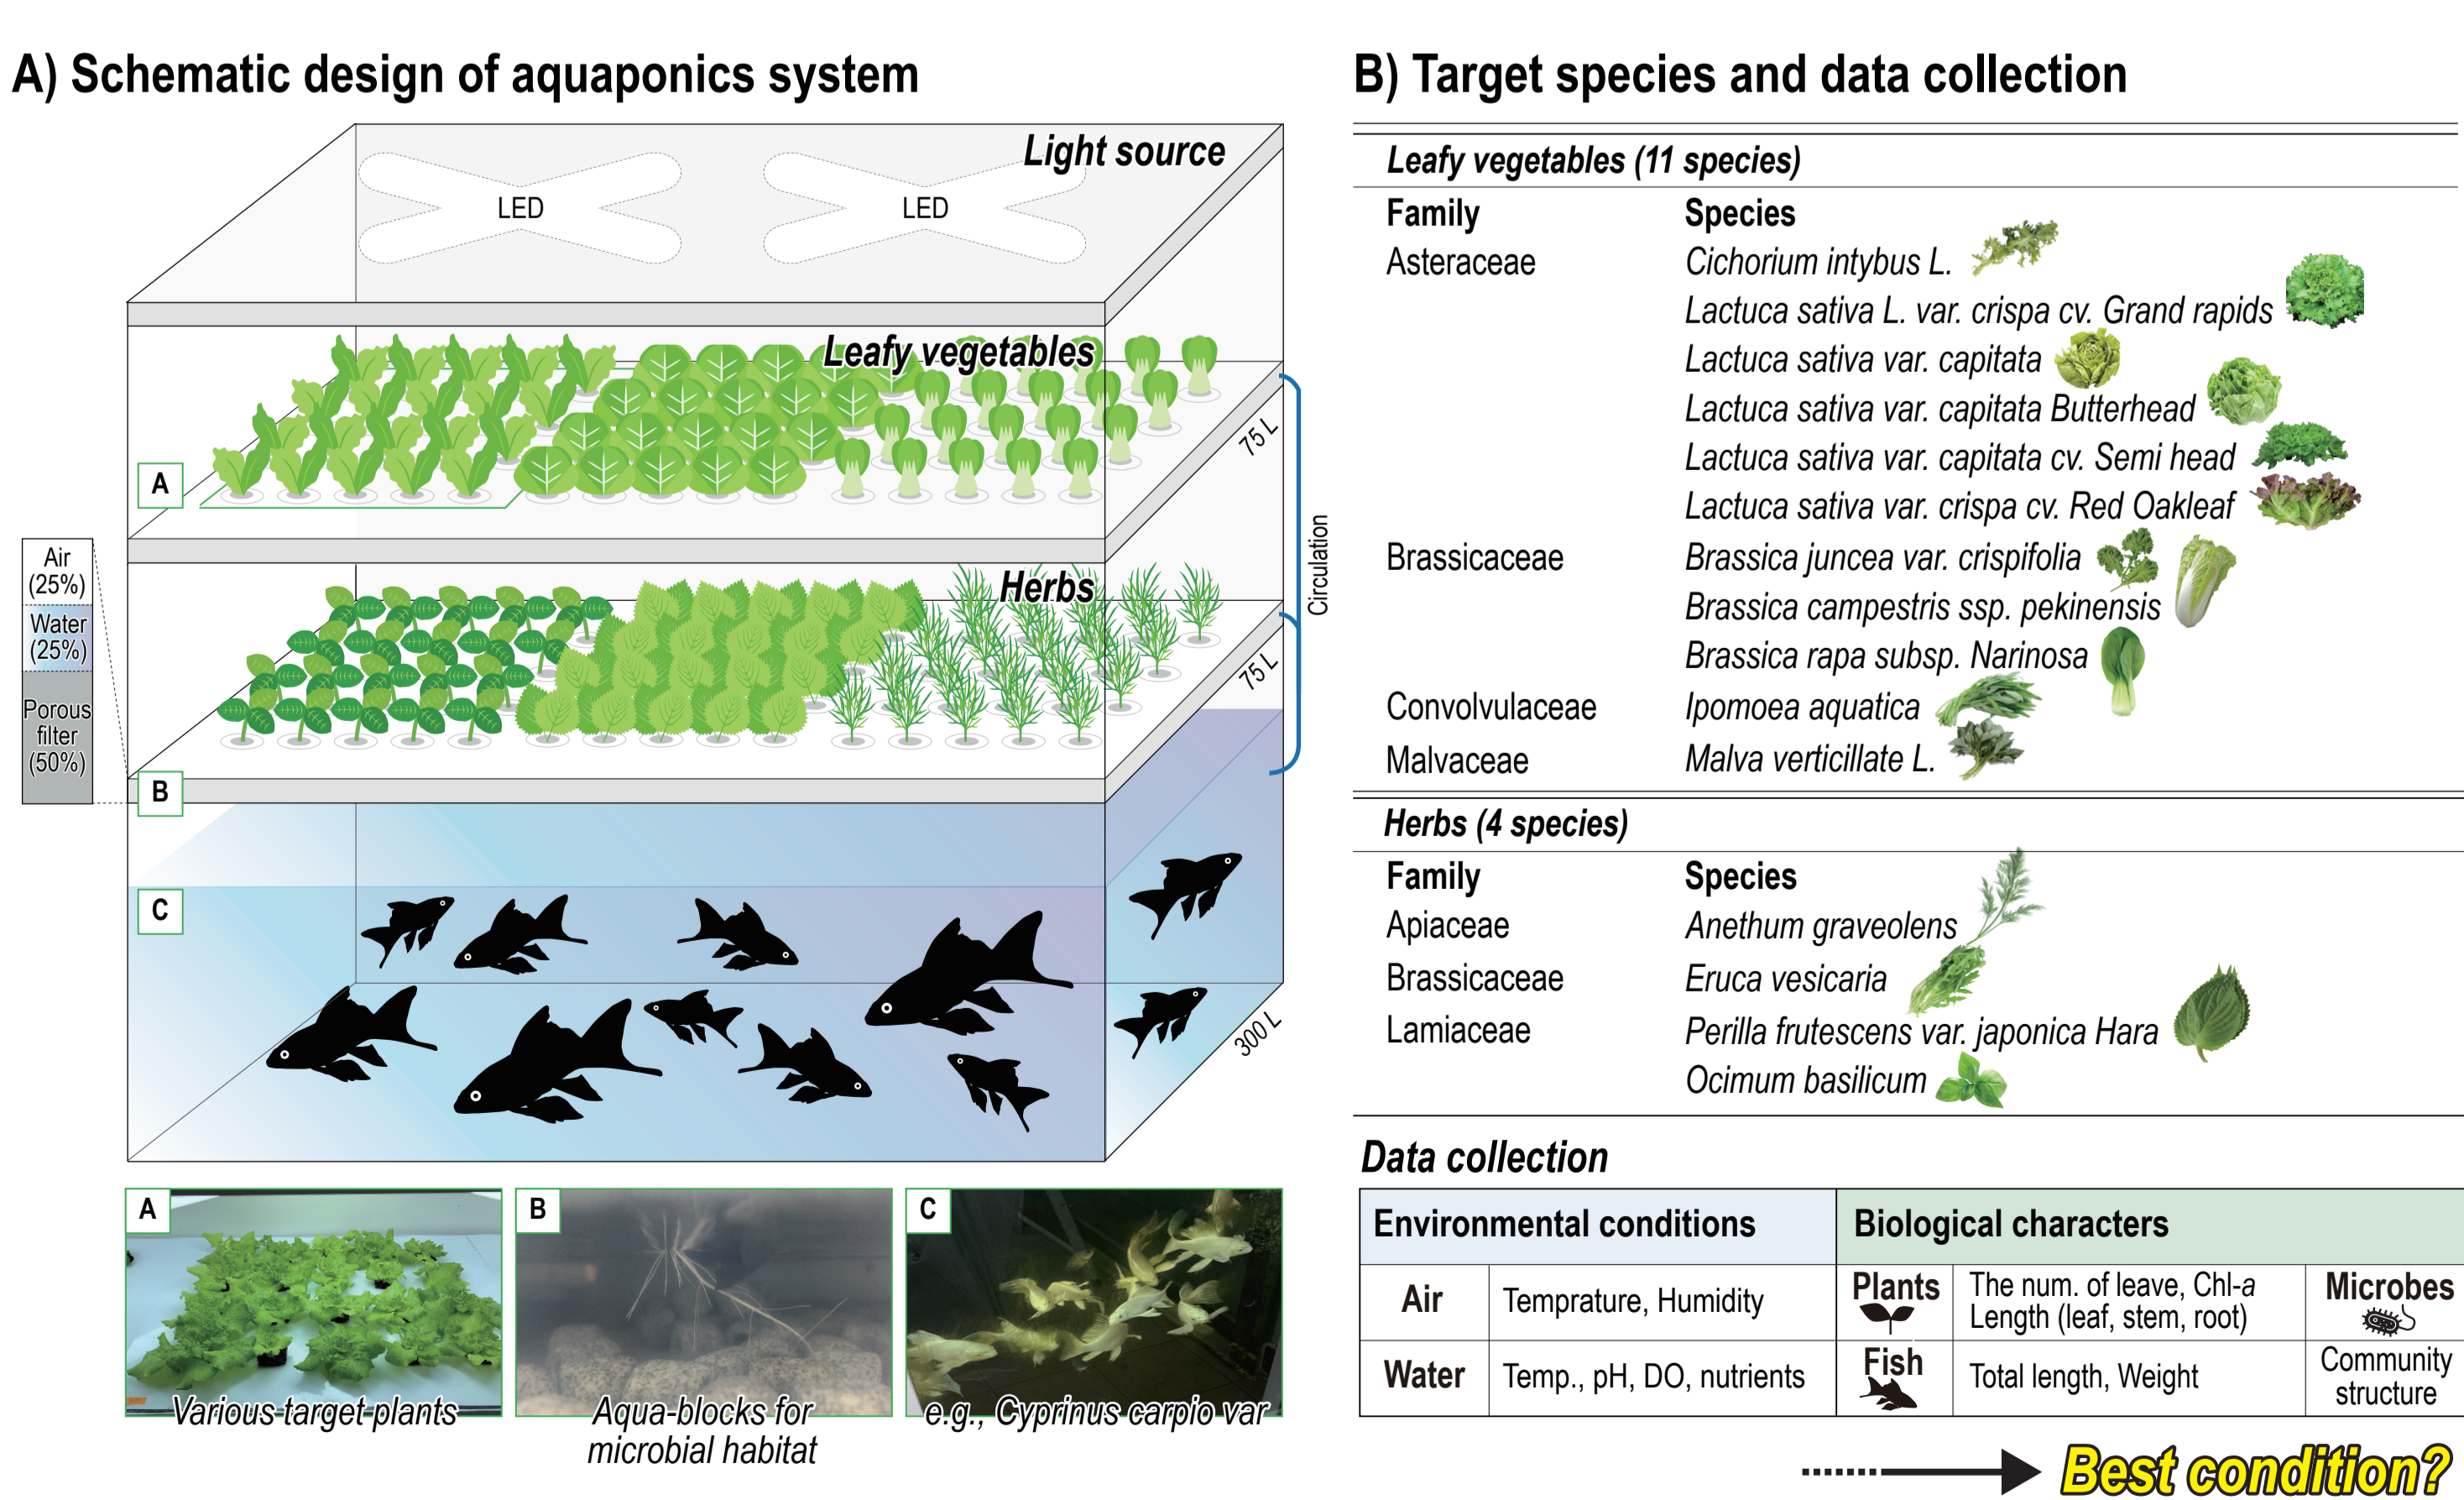 A) Schematic design of aquaponics system
Light source
LED
LED
Leafy vegetables
75 L
A
Circulation
Air
(25%)
Water
(25%)
Porous
filter
(50%)
Herbs
75 L
B
C
300 L
A
Various target plants
B
Aqua-blocks for
microbial habitat
C
e.g., Cyprinus carpio var
B) Target species and data collection
Leafy vegetables (11 species)
Family Species
Asteraceae Cichorium intybus L.
Lactuca sativa L. var. crispa cv. Grand rapids
Lactuca sativa var. capitata
Lactuca sativa var. capitata Butterhead
Lactuca sativa var. capitata cv. Semi head
Lactuca sativa var. crispa cv. Red Oakleaf
Brassicaceae Brassica juncea var. crispifolia
Brassica campestris ssp. pekinensis
Brassica rapa subsp. Narinosa
Convolvulaceae Ipomoea aquatica
Malvaceae Malva verticillate L.
Herbs (4 species)
Family Species
Apiaceae Anethum graveolens
Brassicaceae Eruca vesicaria
Lamiaceae Perilla frutescens var. japonica Hara
Ocimum basilicum
Data collection
Environmental conditions Biological characters
Air Temprature, Humidity
Water Temp., pH, DO, nutrients
Plants The num. of leave, Chl-a
Length (leaf, stem, root)
Fish Total length, Weight
Microbes
Community
structure
Best condition?